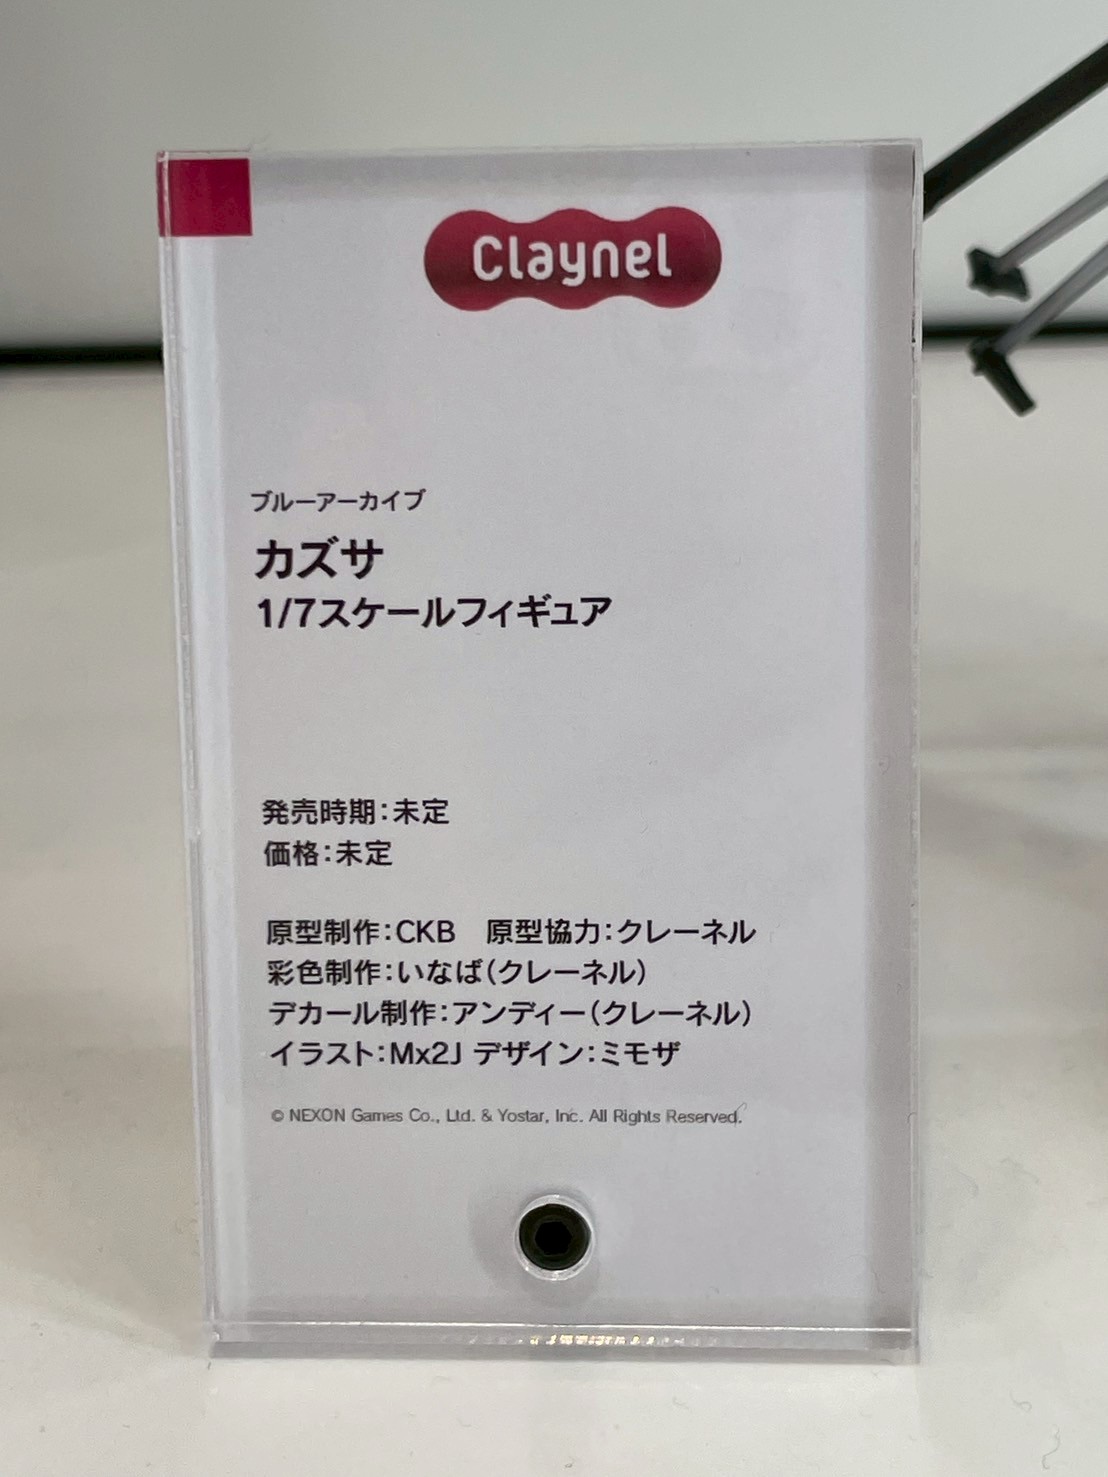 Claynel
ブルーアーカイブ
カズサ
1/7スケールフィギュア
発売時期：未定
価格：未定
原型制作：CKB　原型協力：クレーネル
彩色制作：いなば（クレーネル）
デカール制作：アンディー（クレーネル）
イラスト：Mx2J デザイン：ミモザ
© NEXON Games Co., Ltd. & Yostar, Inc. All Rights Reserved.